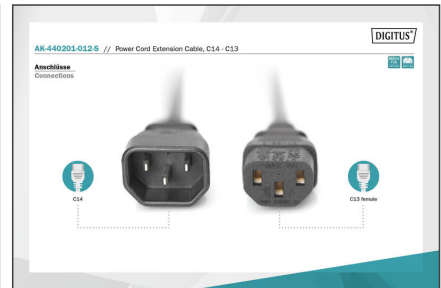 DIGITUS®
AK-440201-012-S // Power Cord Extension Cable, C14 - C13
Anschlüsse
Connections
C14
C13 female